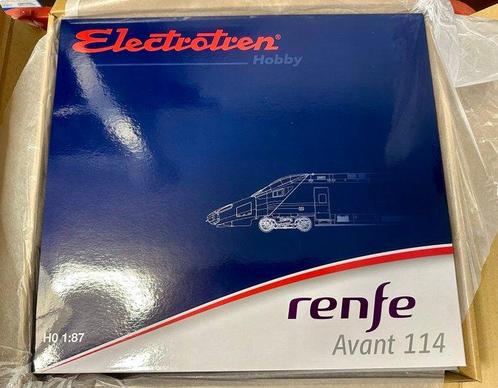 Electrotren®
Hobby
renfe
H0 1:87
Avant 114